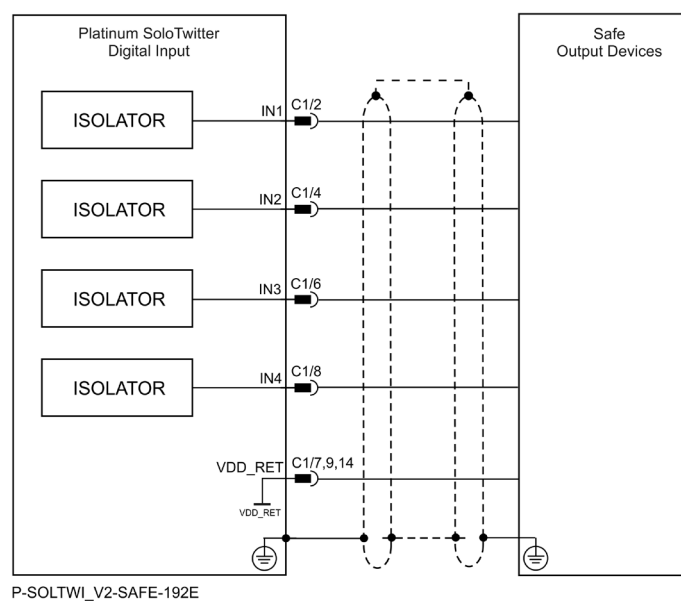 Platinum SoloTwitter
Digital Input
Safe
Output Devices
ISOLATOR
IN1
C1/2
ISOLATOR
IN2
C1/4
ISOLATOR
IN3
C1/6
ISOLATOR
IN4
C1/8
VDD_RET
C1/7,9,14
VDD_RET
P-SOLTWI_V2-SAFE-192E